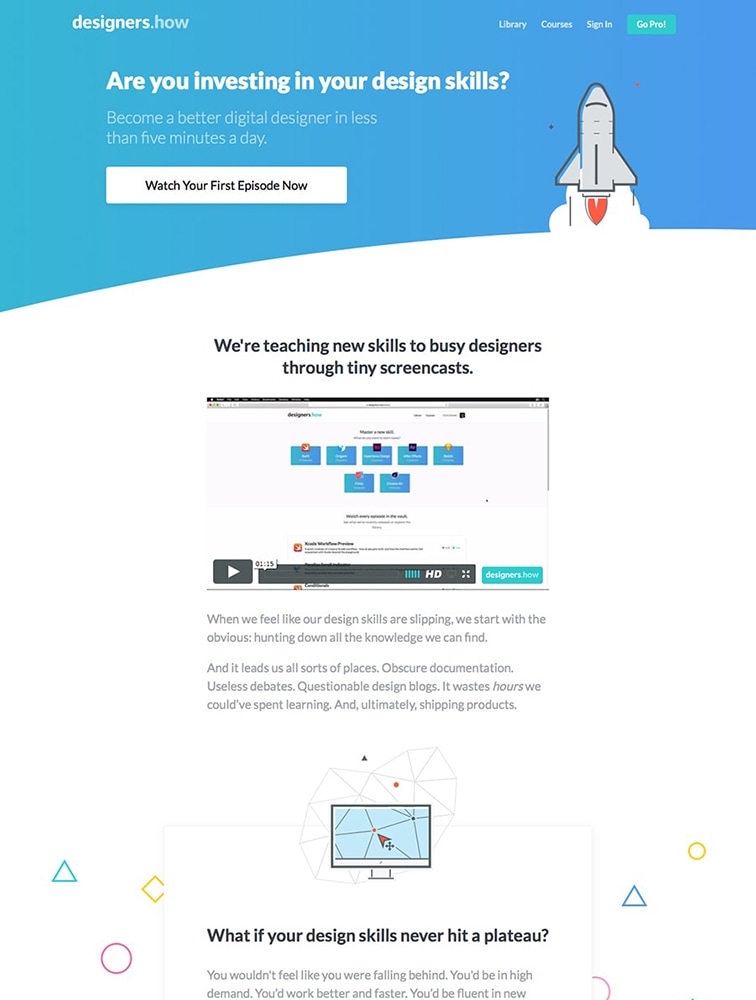 designers.how
Library Courses Sign In Go Pro!
Are you investing in your design skills?
Become a better digital designer in less
than five minutes a day.
Watch Your First Episode Now
We're teaching new skills to busy designers
through tiny screencasts.
designers.how
Master a new skill.
Watch every episode in the vault.
Xcode Workflow Preview
01:15
HD
designers.how
Conditionals
When we feel like our design skills are slipping, we start with the
obvious: hunting down all the knowledge we can find.
And it leads us all sorts of places. Obscure documentation.
Useless debates. Questionable design blogs. It wastes hours we
could've spent learning. And, ultimately, shipping products.
What if your design skills never hit a plateau?
You wouldn't feel like you were falling behind. You'd be in high
demand. You'd work better and faster. You'd be fluent in new